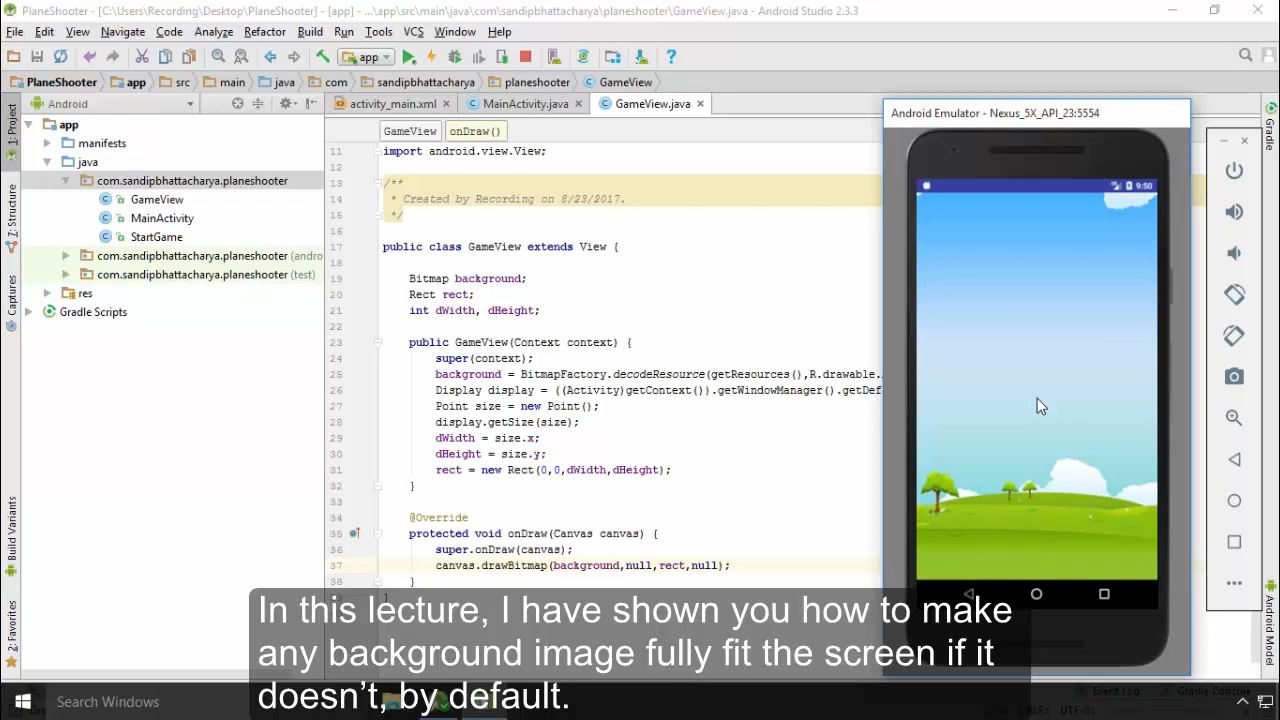 PlaneShooter - [C:\Users\Recording\Desktop\PlaneShooter] - [app] - ...\app\src\main\java\com\sandipbhattacharya\planeshooter\GameView.java - Android Studio 2.3.3
File Edit View Navigate Code Analyze Refactor Build Run Tools VCS Window Help
app
PlaneShooter app src main java com sandipbhattacharya planeshooter GameView
Android
activity_main.xml MainActivity.java GameView.java
GameView onDraw()
1: Project
Z: Structure
Captures
Build Variants
2: Favorites
app
manifests
java
com.sandipbhattacharya.planeshooter
GameView
MainActivity
StartGame
com.sandipbhattacharya.planeshooter (andro
com.sandipbhattacharya.planeshooter (test)
res
Gradle Scripts
11 import android.view.View;
12
13 /**
14 * Created by Recording on 8/23/2017.
15 */
16
17 public class GameView extends View {
18
19 Bitmap background;
20 Rect rect;
21 int dWidth, dHeight;
22
23 public GameView(Context context) {
24 super(context);
25 background = BitmapFactory.decodeResource(getResources(),R.drawable.
26 Display display = ((Activity)getContext()).getWindowManager().getDef
27 Point size = new Point();
28 display.getSize(size);
29 dWidth = size.x;
30 dHeight = size.y;
31 rect = new Rect(0,0,dWidth,dHeight);
32 }
33
34 @Override
35 protected void onDraw(Canvas canvas) {
36 super.onDraw(canvas);
37 canvas.drawBitmap(background,null,rect,null);
38 }
Android Emulator - Nexus_5X_API_23:5554
9:50
Gradle
Android Model
In this lecture, I have shown you how to make
any background image fully fit the screen if it
doesn't, by default.
Event Log Gradle Console
Search Windows